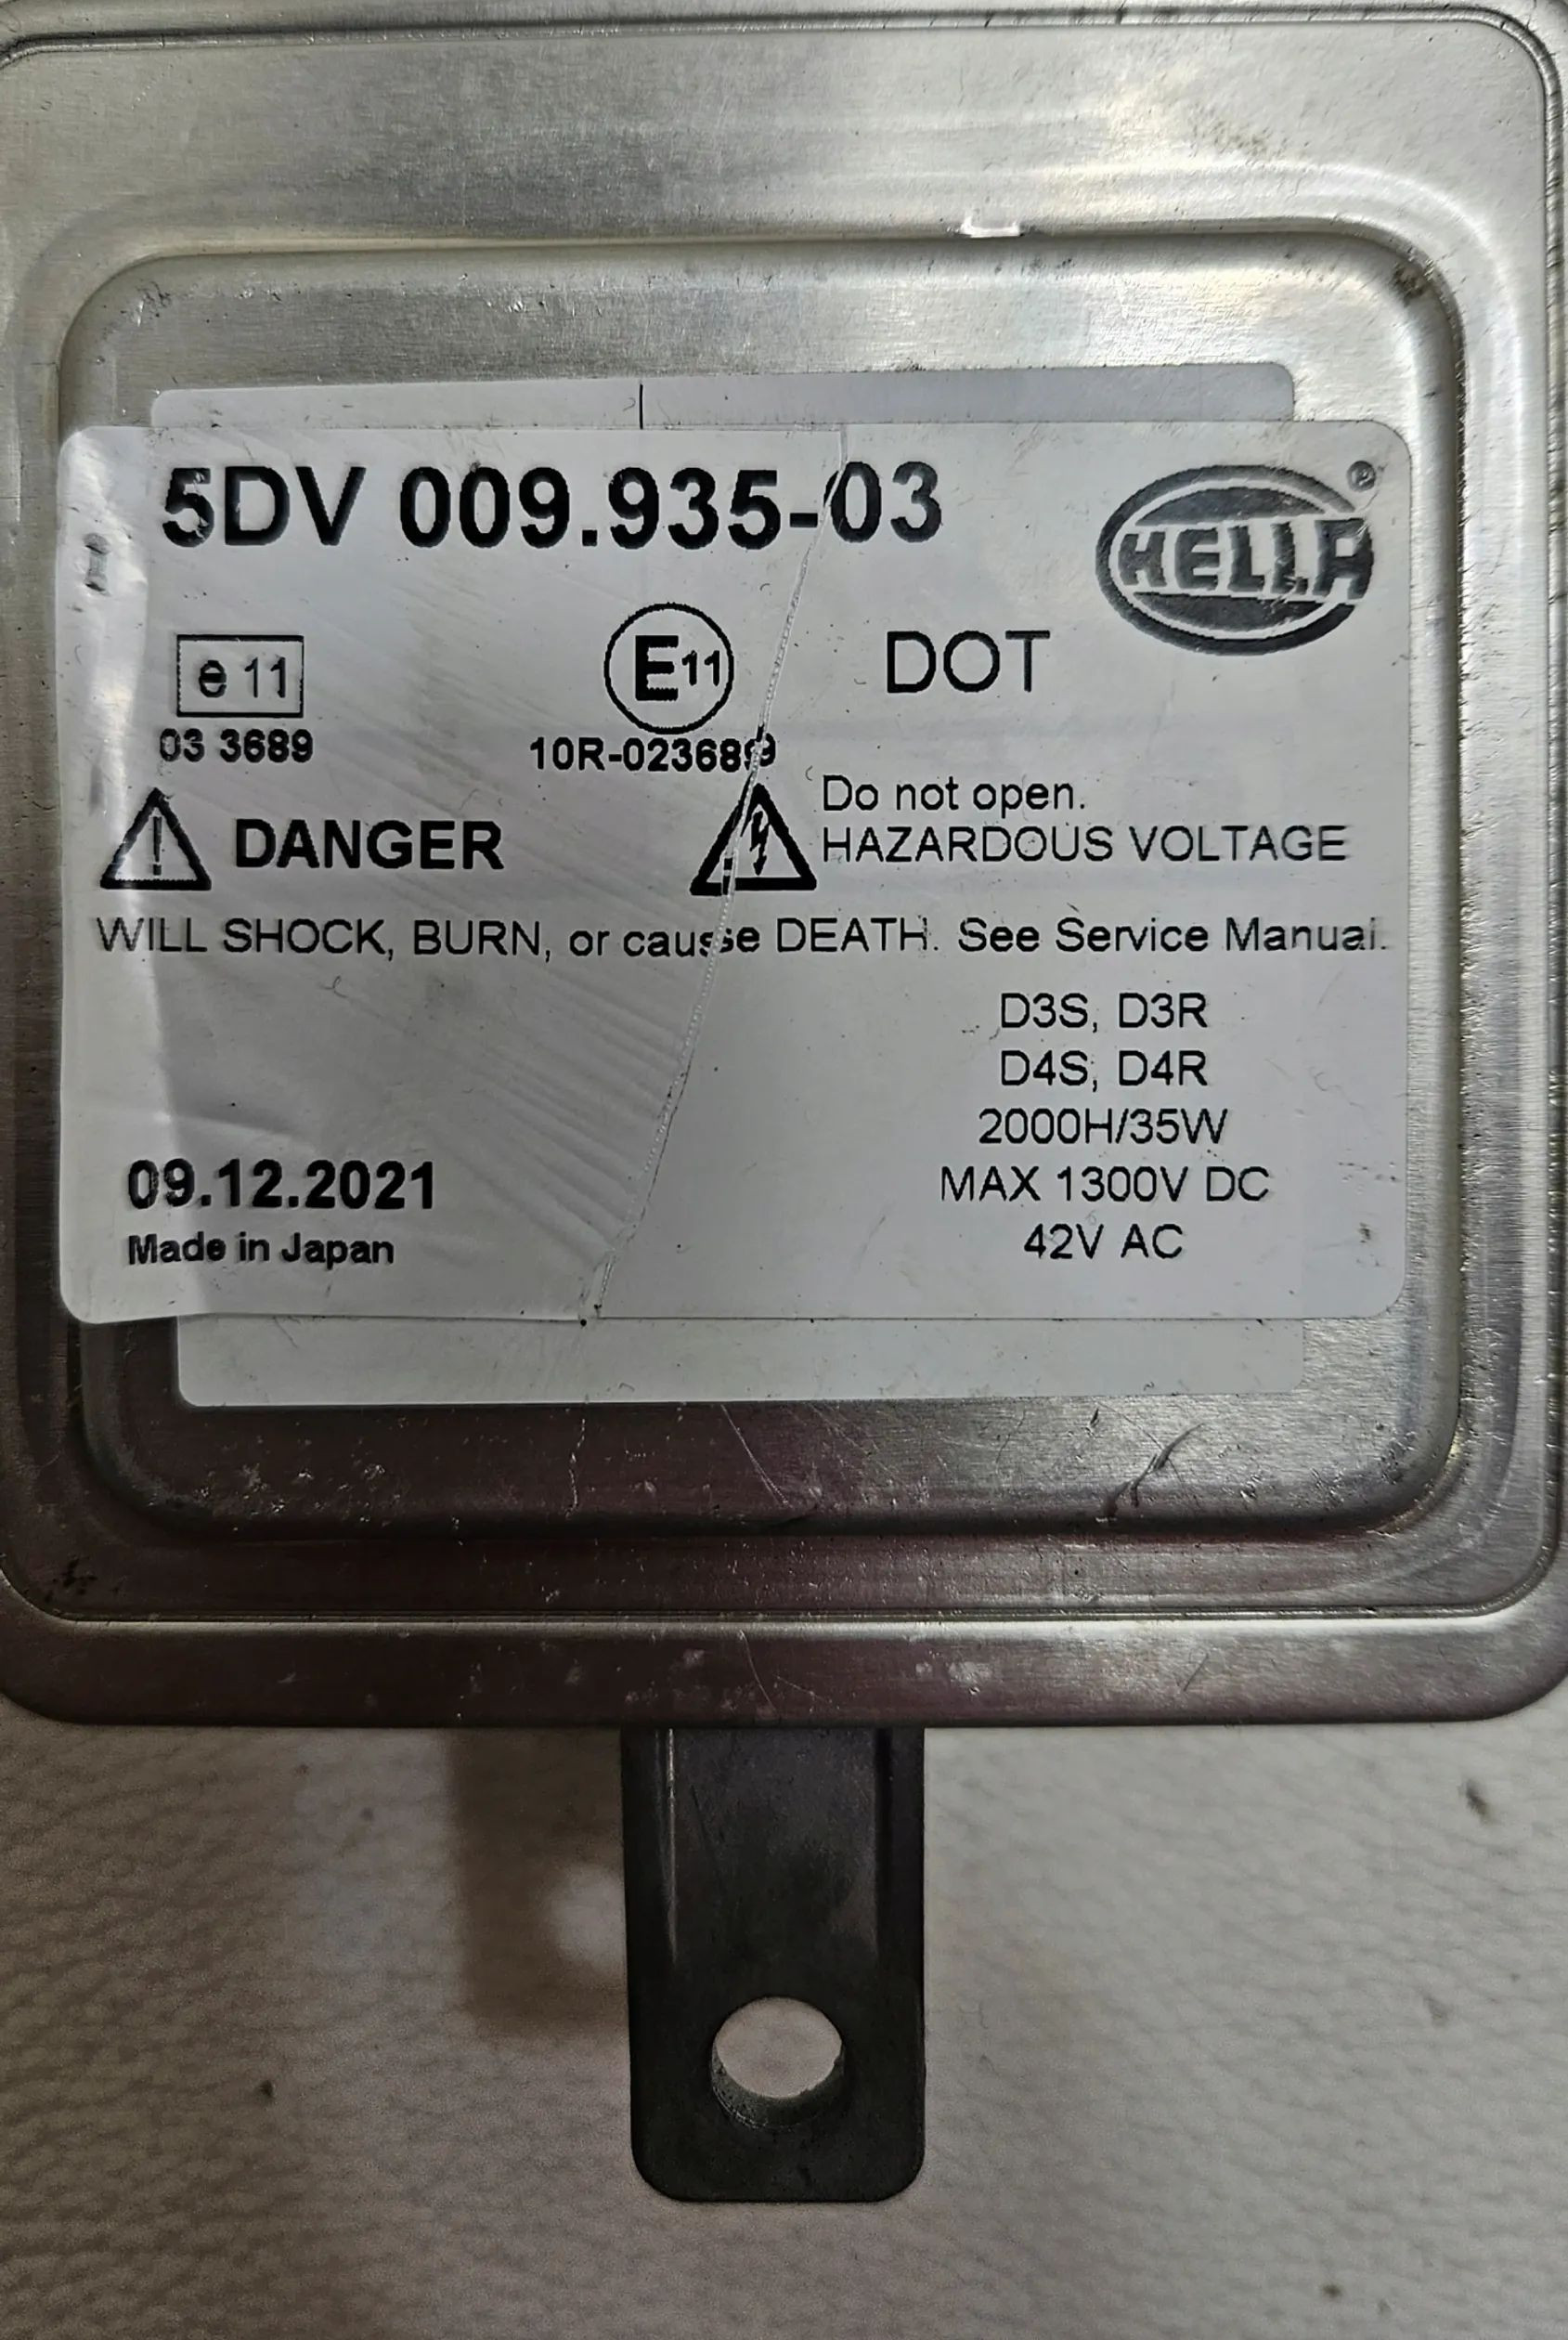 5DV 009.935-03
HELLA ®
e 11
E11
DOT
03 3689
10R-023689
Do not open.
DANGER
HAZARDOUS VOLTAGE
WILL SHOCK, BURN, or cause DEATH. See Service Manual.
D3S, D3R
D4S, D4R
2000H/35W
09.12.2021
MAX 1300V DC
Made in Japan
42V AC